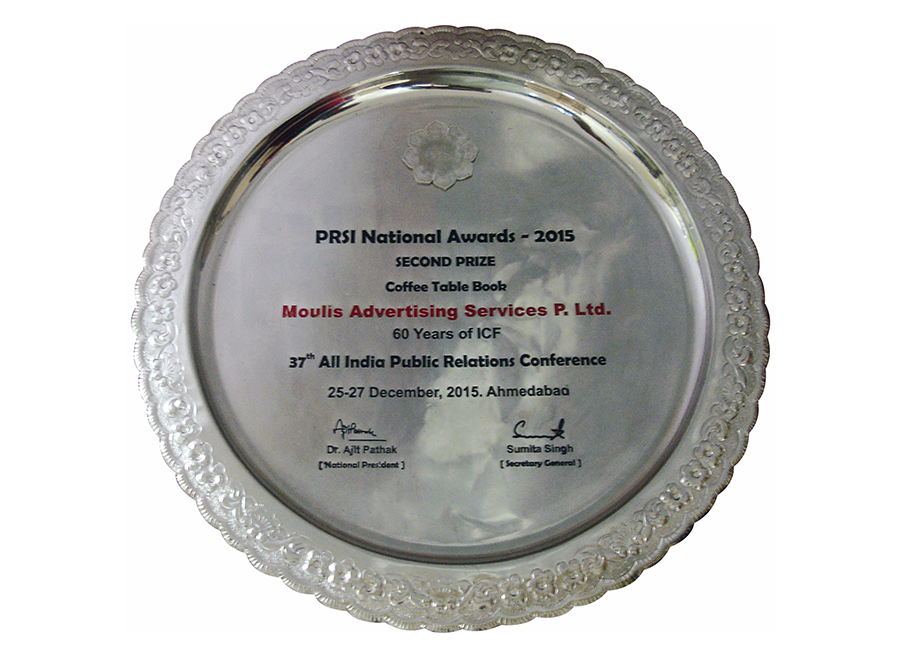 PRSI National Awards - 2015
SECOND PRIZE
Coffee Table Book
Moulis Advertising Services P. Ltd.
60 Years of ICF
37th All India Public Relations Conference
25-27 December, 2015. Ahmedabad
Dr. Ajit Pathak
Sumita Singh
[ National President ]
[ Secretary General ]